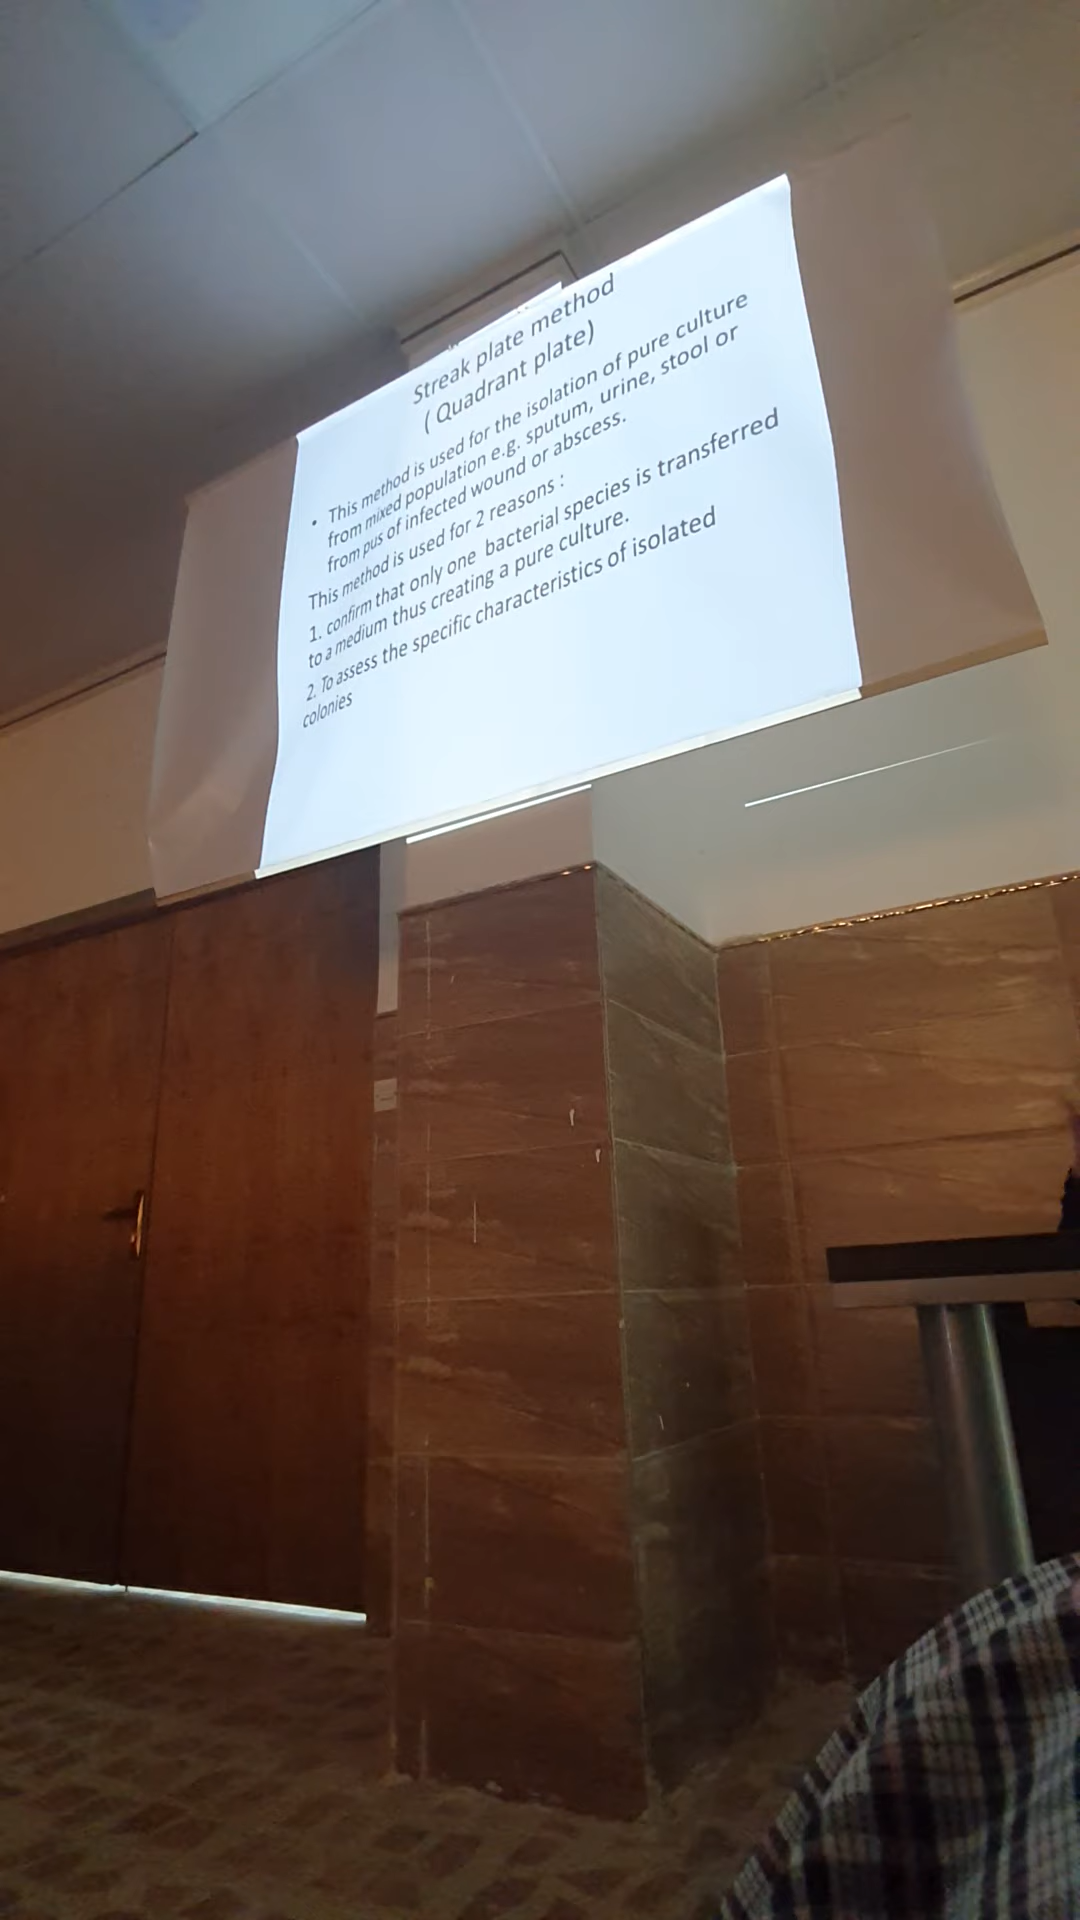 Streak plate method
( Quadrant plate)
• This method is used for the isolation of pure culture
from mixed population e.g. sputum, urine, stool or
from pus of infected wound or abscess.
This method is used for 2 reasons :
1. confirm that only one bacterial species is transferred
to a medium thus creating a pure culture.
2. To assess the specific characteristics of isolated
colonies